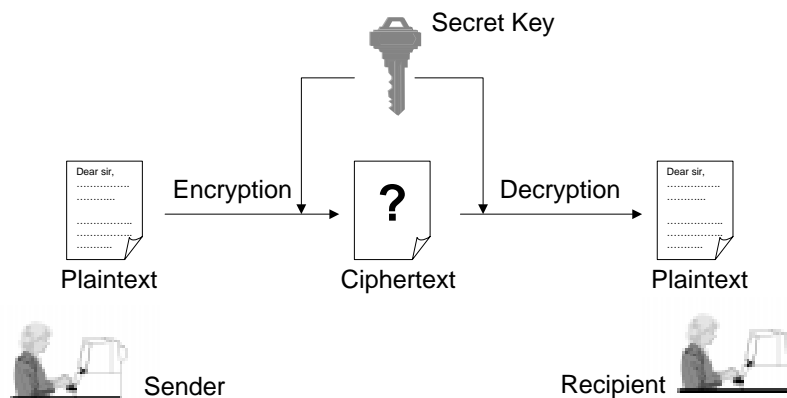 Secret Key
Dear sir,
................
...........
................
................
...........
Encryption
?
Decryption
Dear sir,
................
...........
................
................
...........
Plaintext
Ciphertext
Plaintext
Sender
Recipient